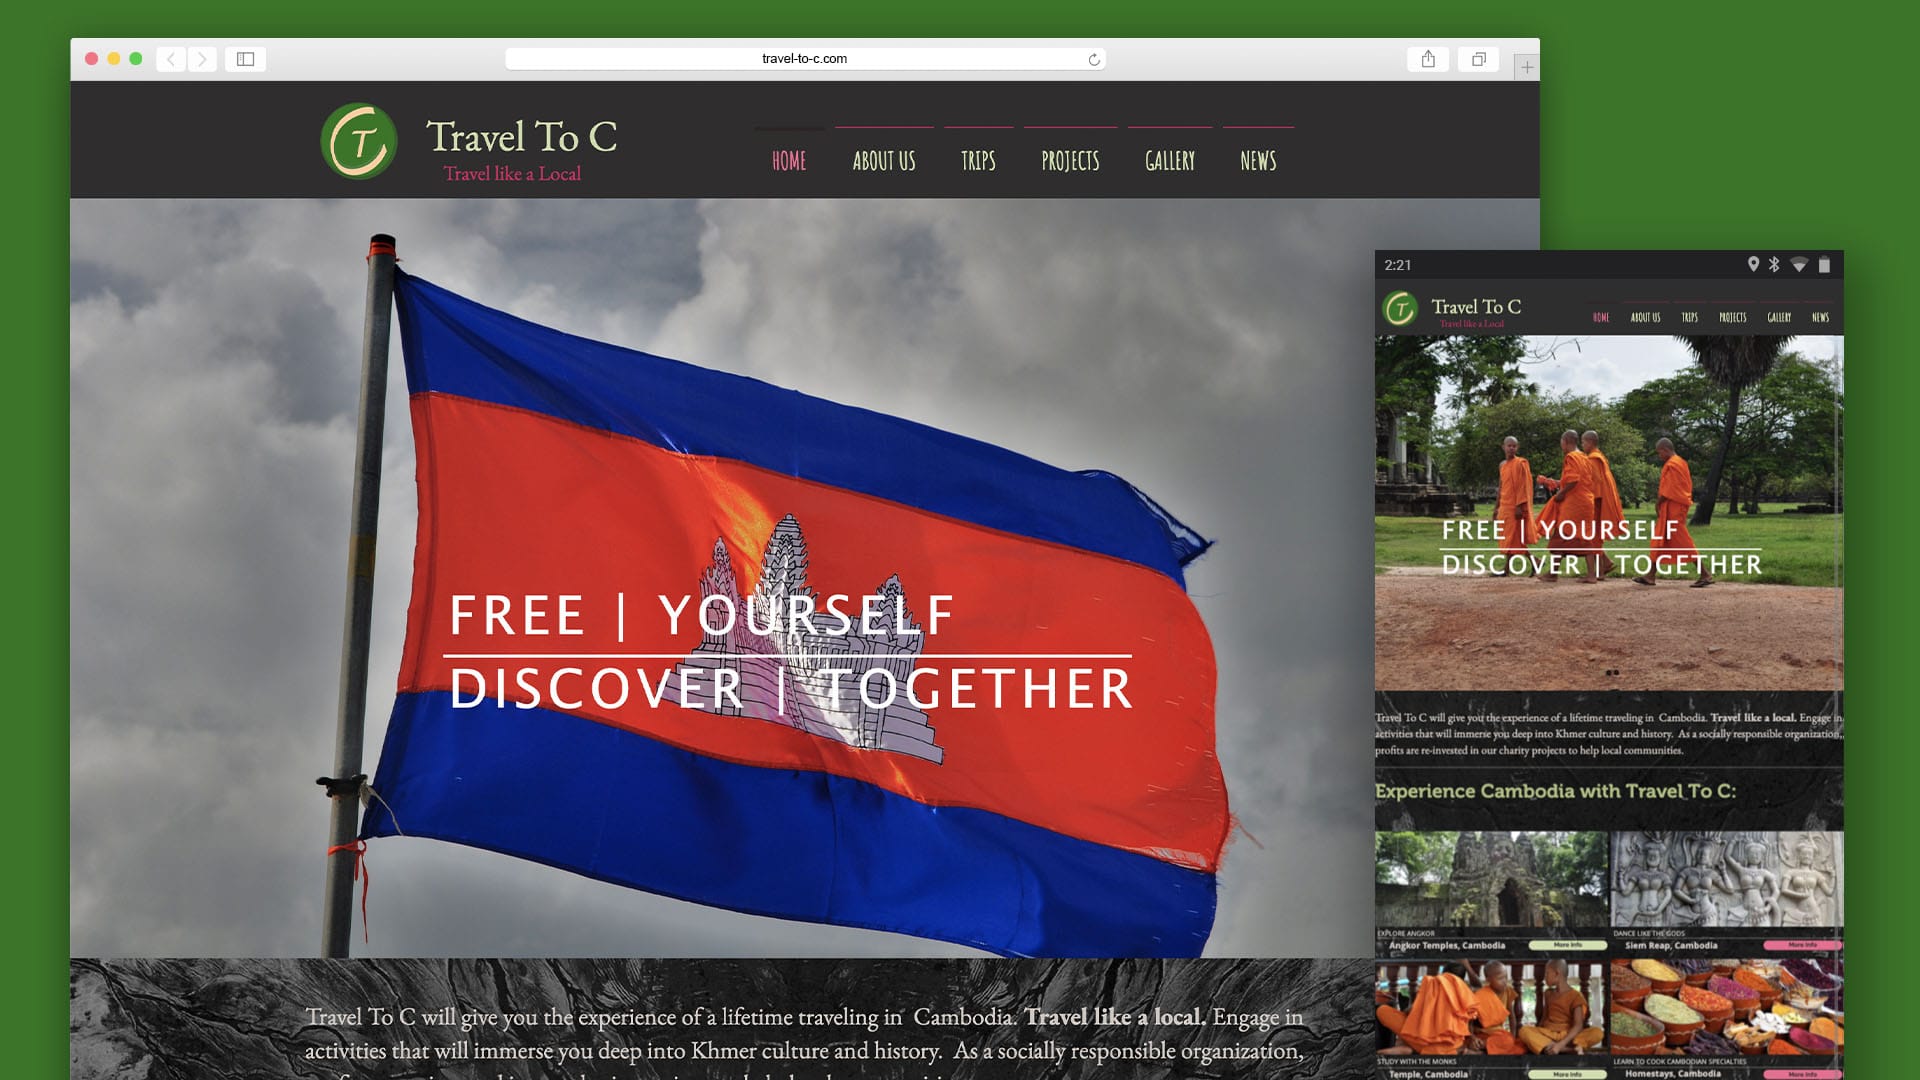 travel-to-c.com
T
Travel To C
Travel like a Local
HOME ABOUT US TRIPS PROJECTS GALLERY NEWS
FREE | YOURSELF
DISCOVER | TOGETHER
Travel To C will give you the experience of a lifetime traveling in Cambodia. Travel like a local. Engage in
activities that will immerse you deep into Khmer culture and history. As a socially responsible organization,
2:21
T
Travel To C
Travel like a Local
HOME ABOUT US TRIPS PROJECTS GALLERY NEWS
FREE | YOURSELF
DISCOVER | TOGETHER
Travel To C will give you the experience of a lifetime traveling in Cambodia. Travel like a local. Engage in
activities that will immerse you deep into Khmer culture and history. As a socially responsible organization,
profits are re-invested in our charity projects to help local communities.
Experience Cambodia with Travel To C:
EXPLORE ANGKOR
Angkor Temples, Cambodia More Info
DANCE LIKE THE GODS
Siem Reap, Cambodia More Info
STUDY WITH THE MONKS
Temple, Cambodia More Info
LEARN TO COOK CAMBODIAN SPECIALTIES
Homestays, Cambodia More Info